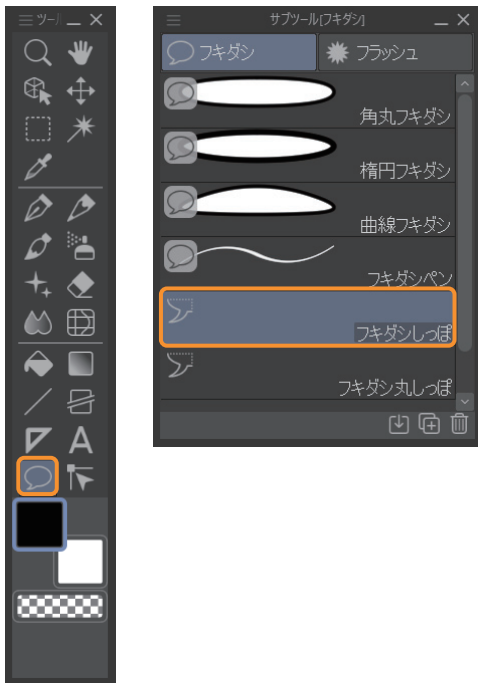 ツール
サブツール[フキダシ]
フキダシ
フラッシュ
角丸フキダシ
楕円フキダシ
曲線フキダシ
フキダシペン
フキダシしっぽ
フキダシ丸しっぽ
A